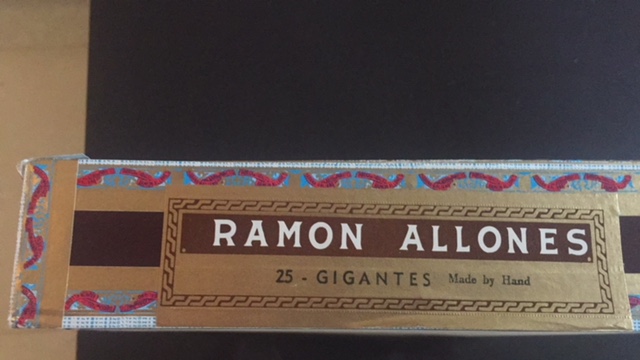 RAMON ALLONES
25 - GIGANTES Made by Hand